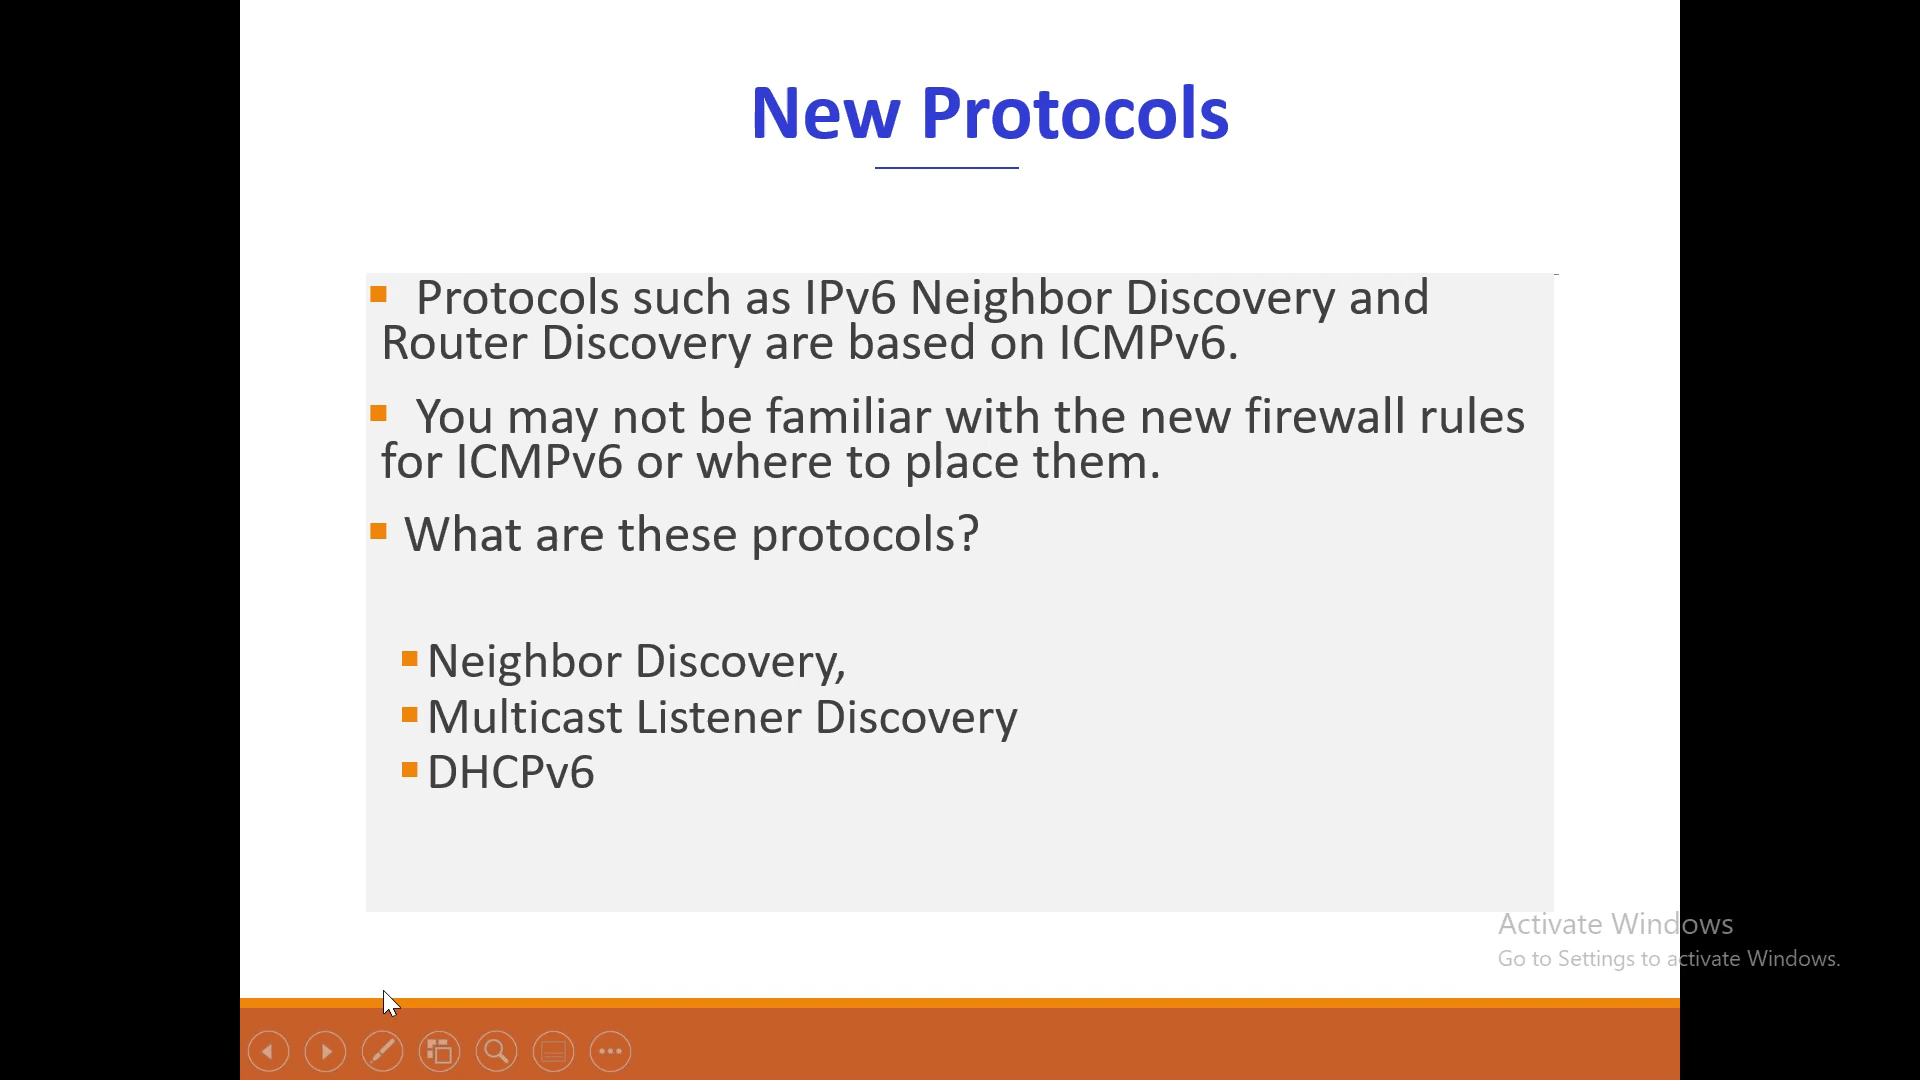 New Protocols
Protocols such as IPv6 Neighbor Discovery and
Router Discovery are based on ICMPv6.
You may not be familiar with the new firewall rules
for ICMPv6 or where to place them.
What are these protocols?
Neighbor Discovery,
Multicast Listener Discovery
DHCPv6
Activate Windows
Go to Settings to activate Windows.